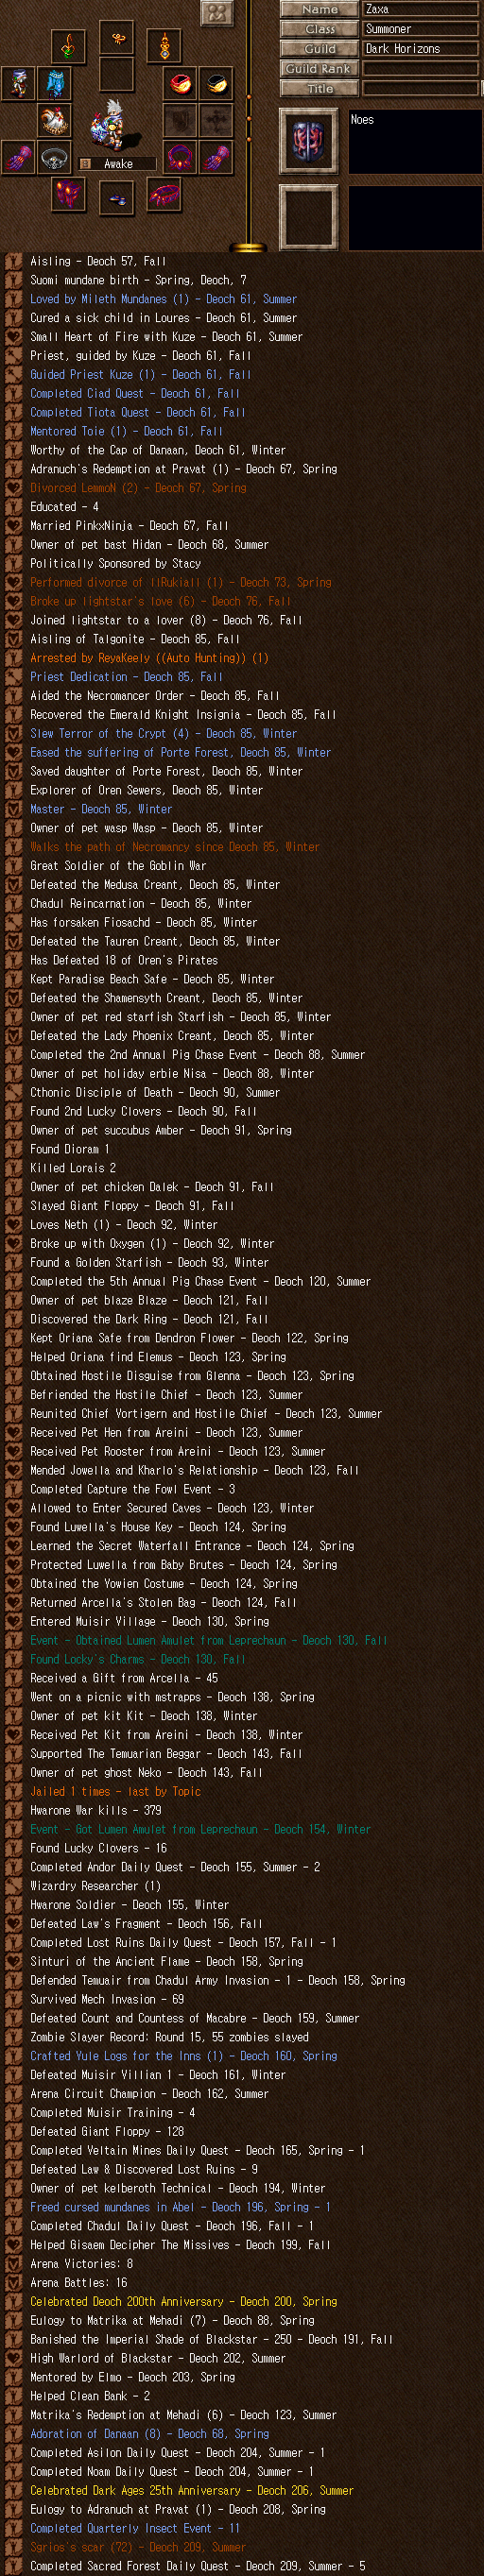 Name Zaxa
Class Summoner
Guild Dark Horizons
Guild Rank
Title
Noes
Awake
Aisling - Deoch 57, Fall
Suomi mundane birth - Spring, Deoch, 7
Loved by Mileth Mundanes (1) - Deoch 61, Summer
Cured a sick child in Loures - Deoch 61, Summer
Small Heart of Fire with Kuze - Deoch 61, Summer
Priest, guided by Kuze - Deoch 61, Fall
Guided Priest Kuze (1) - Deoch 61, Fall
Completed Ciad Quest - Deoch 61, Fall
Completed Tiota Quest - Deoch 61, Fall
Mentored Toie (1) - Deoch 61, Fall
Worthy of the Cap of Danaan, Deoch 61, Winter
Adranuch's Redemption at Pravat (1) - Deoch 67, Spring
Divorced LemmoN (2) - Deoch 67, Spring
Educated - 4
Married PinkxNinja - Deoch 67, Fall
Owner of pet bast Hidan - Deoch 68, Summer
Politically Sponsored by Stacy
Performed divorce of IlRukiaII (1) - Deoch 73, Spring
Broke up lightstar's love (6) - Deoch 76, Fall
Joined lightstar to a lover (8) - Deoch 76, Fall
Aisling of Talgonite - Deoch 85, Fall
Arrested by ReyaKeely ((Auto Hunting)) (1)
Priest Dedication - Deoch 85, Fall
Aided the Necromancer Order - Deoch 85, Fall
Recovered the Emerald Knight Insignia - Deoch 85, Fall
Slew Terror of the Crypt (4) - Deoch 85, Winter
Eased the suffering of Porte Forest, Deoch 85, Winter
Saved daughter of Porte Forest, Deoch 85, Winter
Explorer of Oren Sewers, Deoch 85, Winter
Master - Deoch 85, Winter
Owner of pet wasp Wasp - Deoch 85, Winter
Walks the path of Necromancy since Deoch 85, Winter
Great Soldier of the Goblin War
Defeated the Medusa Creant, Deoch 85, Winter
Chadul Reincarnation - Deoch 85, Winter
Has forsaken Fiosachd - Deoch 85, Winter
Defeated the Tauren Creant, Deoch 85, Winter
Has Defeated 18 of Oren's Pirates
Kept Paradise Beach Safe - Deoch 85, Winter
Defeated the Shamensyth Creant, Deoch 85, Winter
Owner of pet red starfish Starfish - Deoch 85, Winter
Defeated the Lady Phoenix Creant, Deoch 85, Winter
Completed the 2nd Annual Pig Chase Event - Deoch 88, Summer
Owner of pet holiday erbie Nisa - Deoch 88, Winter
Cthonic Disciple of Death - Deoch 90, Summer
Found 2nd Lucky Clovers - Deoch 90, Fall
Owner of pet succubus Amber - Deoch 91, Spring
Found Dioram 1
Killed Lorais 2
Owner of pet chicken Dalek - Deoch 91, Fall
Slayed Giant Floppy - Deoch 91, Fall
Loves Neth (1) - Deoch 92, Winter
Broke up with Oxygen (1) - Deoch 92, Winter
Found a Golden Starfish - Deoch 93, Winter
Completed the 5th Annual Pig Chase Event - Deoch 120, Summer
Owner of pet blaze Blaze - Deoch 121, Fall
Discovered the Dark Ring - Deoch 121, Fall
Kept Oriana Safe from Dendron Flower - Deoch 122, Spring
Helped Oriana find Elemus - Deoch 123, Spring
Obtained Hostile Disguise from Glenna - Deoch 123, Spring
Befriended the Hostile Chief - Deoch 123, Summer
Reunited Chief Vortigern and Hostile Chief - Deoch 123, Summer
Received Pet Hen from Areini - Deoch 123, Summer
Received Pet Rooster from Areini - Deoch 123, Summer
Mended Jowella and Kharlo's Relationship - Deoch 123, Fall
Completed Capture the Fowl Event - 3
Allowed to Enter Secured Caves - Deoch 123, Winter
Found Luwella's House Key - Deoch 124, Spring
Learned the Secret Waterfall Entrance - Deoch 124, Spring
Protected Luwella from Baby Brutes - Deoch 124, Spring
Obtained the Yowien Costume - Deoch 124, Spring
Returned Arcella's Stolen Bag - Deoch 124, Fall
Entered Muisir Village - Deoch 130, Spring
Event - Obtained Lumen Amulet from Leprechaun - Deoch 130, Fall
Found Locky's Charms - Deoch 130, Fall
Received a Gift from Arcella - 45
Went on a picnic with mstrapps - Deoch 138, Spring
Owner of pet kit Kit - Deoch 138, Winter
Received Pet Kit from Areini - Deoch 138, Winter
Supported The Temuarian Beggar - Deoch 143, Fall
Owner of pet ghost Neko - Deoch 143, Fall
Jailed 1 times - last by Topic
Hwarone War kills - 379
Event - Got Lumen Amulet from Leprechaun - Deoch 154, Winter
Found Lucky Clovers - 16
Completed Andor Daily Quest - Deoch 155, Summer - 2
Wizardry Researcher (1)
Hwarone Soldier - Deoch 155, Winter
Defeated Law's Fragment - Deoch 156, Fall
Completed Lost Ruins Daily Quest - Deoch 157, Fall - 1
Sinturi of the Ancient Flame - Deoch 158, Spring
Defended Temuair from Chadul Army Invasion - 1 - Deoch 158, Spring
Survived Mech Invasion - 69
Defeated Count and Countess of Macabre - Deoch 159, Summer
Zombie Slayer Record: Round 15, 55 zombies slayed
Crafted Yule Logs for the Inns (1) - Deoch 160, Spring
Defeated Muisir Villian 1 - Deoch 161, Winter
Arena Circuit Champion - Deoch 162, Summer
Completed Muisir Training - 4
Defeated Giant Floppy - 128
Completed Veltain Mines Daily Quest - Deoch 165, Spring - 1
Defeated Law & Discovered Lost Ruins - 9
Owner of pet kelberoth Technical - Deoch 194, Winter
Freed cursed mundanes in Abel - Deoch 196, Spring - 1
Completed Chadul Daily Quest - Deoch 196, Fall - 1
Helped Gisaem Decipher The Missives - Deoch 199, Fall
Arena Victories: 8
Arena Battles: 16
Celebrated Deoch 200th Anniversary - Deoch 200, Spring
Eulogy to Matrika at Mehadi (7) - Deoch 88, Spring
Banished the Imperial Shade of Blackstar - 250 - Deoch 191, Fall
High Warlord of Blackstar - Deoch 202, Summer
Mentored by Elmo - Deoch 203, Spring
Helped Clean Bank - 2
Matrika's Redemption at Mehadi (6) - Deoch 123, Summer
Adoration of Danaan (8) - Deoch 68, Spring
Completed Asilon Daily Quest - Deoch 204, Summer - 1
Completed Noam Daily Quest - Deoch 204, Summer - 1
Celebrated Dark Ages 25th Anniversary - Deoch 206, Summer
Eulogy to Adranuch at Pravat (1) - Deoch 208, Spring
Completed Quarterly Insect Event - 11
Sgrios's scar (72) - Deoch 209, Summer
Completed Sacred Forest Daily Quest - Deoch 209, Summer - 5